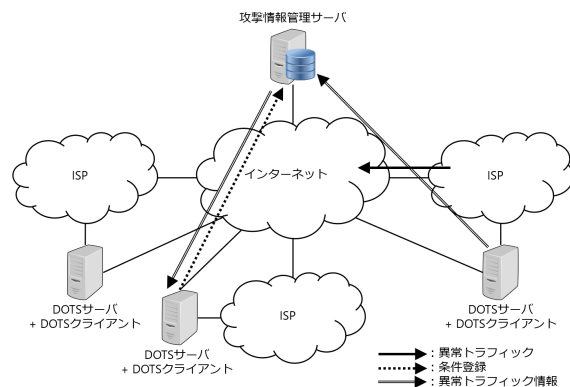 攻撃情報管理サーバ
ISP
インターネット
ISP
DOTSサーバ
+ DOTSクライアント
ISP
DOTSサーバ
+ DOTSクライアント
DOTSサーバ
+ DOTSクライアント
：異常トラフィック
：条件登録
：異常トラフィック情報